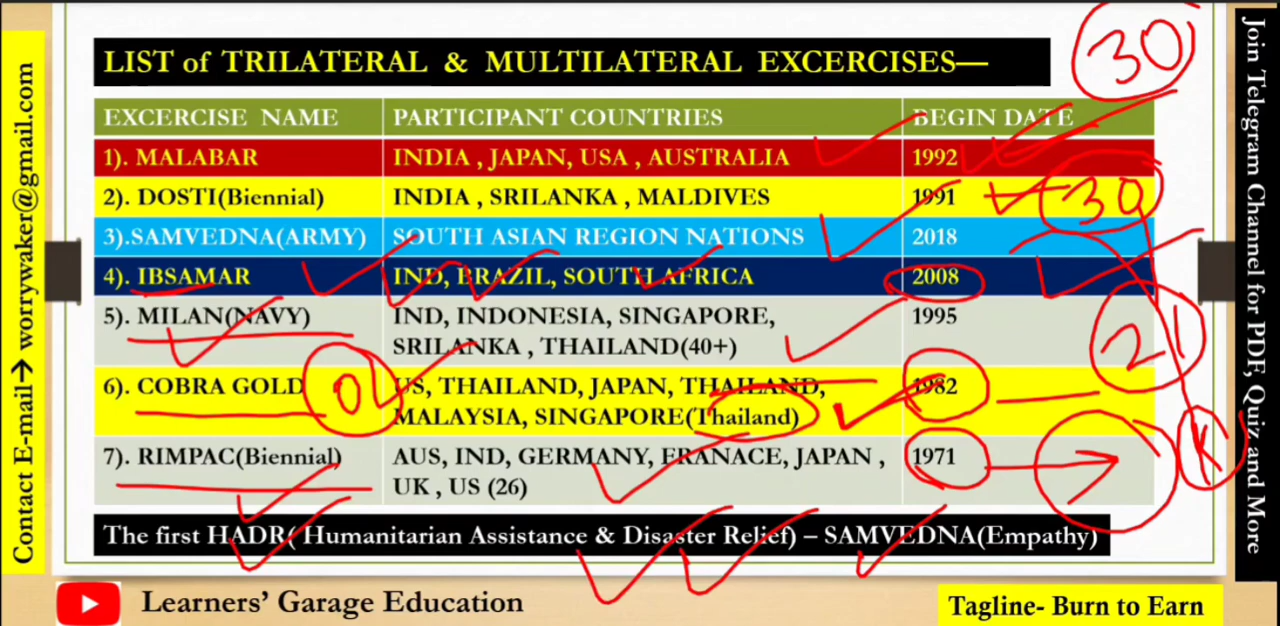 LIST of TRILATERAL & MULTILATERAL EXCERCISES—
EXCERCISE NAME PARTICIPANT COUNTRIES BEGIN DATE
1). MALABAR INDIA , JAPAN, USA , AUSTRALIA 1992
2). DOSTI(Biennial) INDIA , SRILANKA , MALDIVES 1991
3).SAMVEDNA(ARMY) SOUTH ASIAN REGION NATIONS 2018
4). IBSAMAR IND, BRAZIL, SOUTH AFRICA 2008
5). MILAN(NAVY) IND, INDONESIA, SINGAPORE, 1995
SRILANKA , THAILAND(40+)
6). COBRA GOLD US, THAILAND, JAPAN, THAILAND, 1982
MALAYSIA, SINGAPORE(Thailand)
7). RIMPAC(Biennial) AUS, IND, GERMANY, FRANACE, JAPAN , 1971
UK , US (26)
The first HADR( Humanitarian Assistance & Disaster Relief) – SAMVEDNA(Empathy)
Learners' Garage Education
Tagline- Burn to Earn
Contact E-mail→ worrywaker@gmail.com
Join Telegram Channel for PDF, Quiz and More
30
30
21